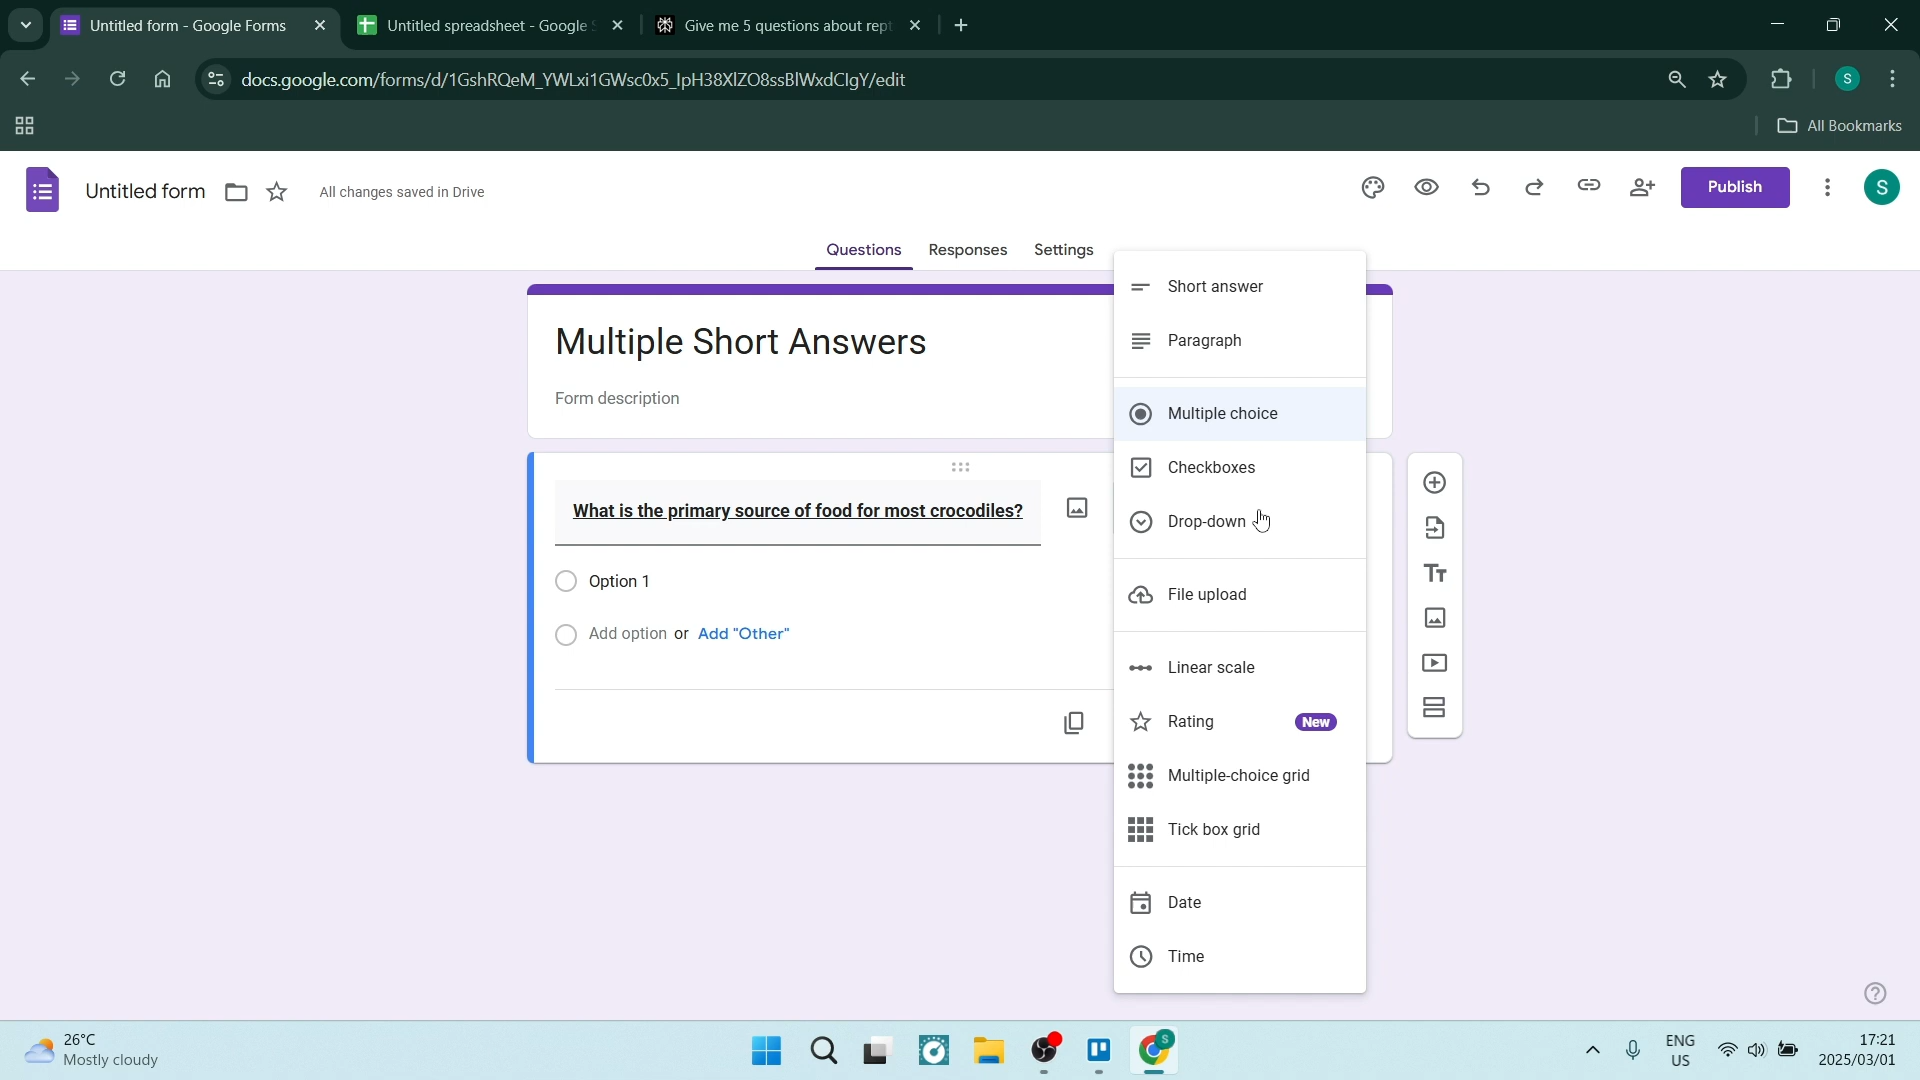 Untitled form - Google Forms
Untitled spreadsheet - Google S
Give me 5 questions about rept
docs.google.com/forms/d/1GshRQeM_YWLxi1GWsc0x5_IpH38XlZO8ssBlWxdClgY/edit
S
All Bookmarks
Untitled form
All changes saved in Drive
Publish
S
Questions
Responses
Settings
Multiple Short Answers
Form description
What is the primary source of food for most crocodiles?
Option 1
Add option or Add "Other"
Short answer
Paragraph
Multiple choice
Checkboxes
Drop-down
File upload
Linear scale
Rating
New
Multiple-choice grid
Tick box grid
Date
Time
26°C
Mostly cloudy
S
ENG
US
17:21
2025/03/01